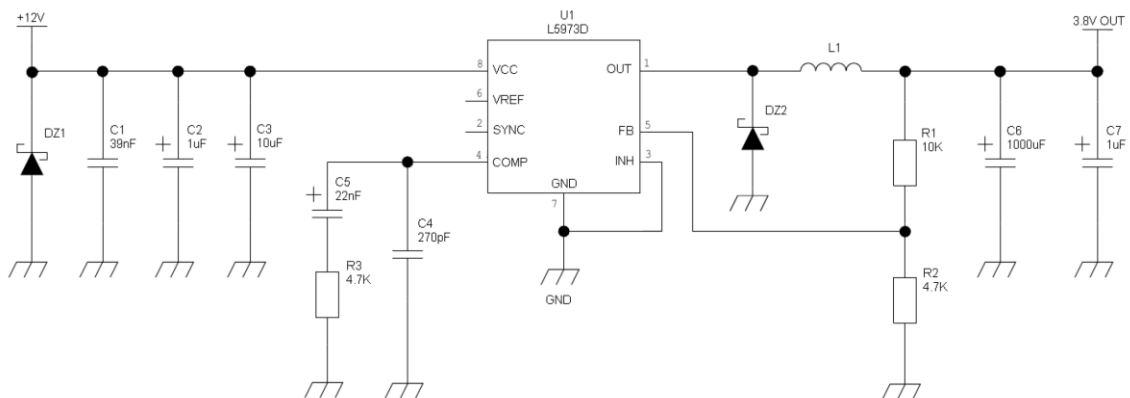 +12V
U1
L5973D
3.8V OUT
L1
8
VCC
OUT
1
6
VREF
2
SYNC
FB
5
4
COMP
INH
3
GND
7
DZ1
C1
39nF
C2
1uF
C3
10uF
DZ2
R1
10K
C6
1000uF
C7
1uF
C5
22nF
C4
270pF
R3
4.7K
R2
4.7K
GND
+
+
+
+
+